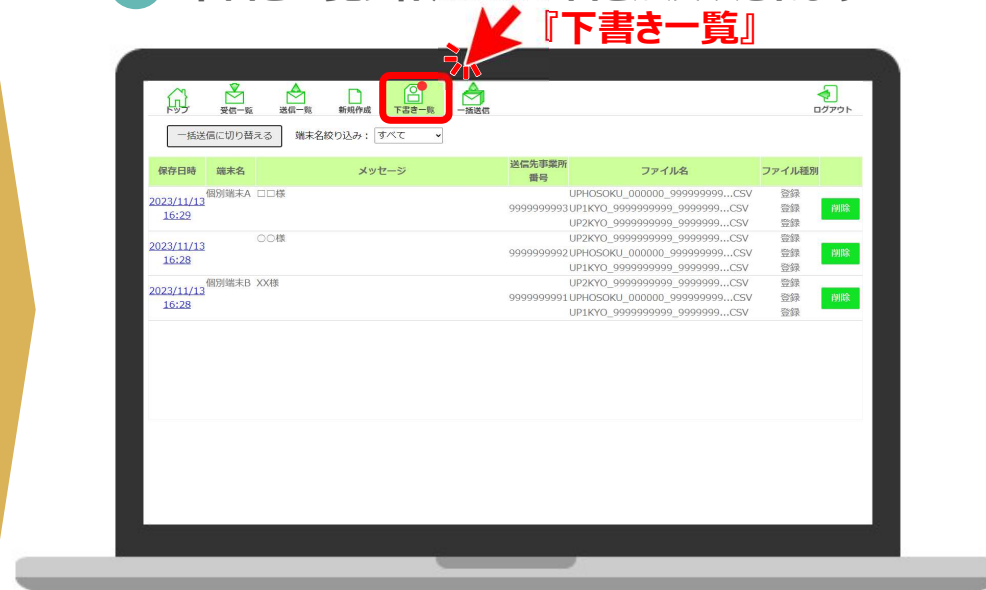 『下書き一覧』
トップ
受信一覧
送信一覧
新規作成
下書き一覧
一括送信
ログアウト
一括送信に切り替える
端末名絞り込み：
すべて
保存日時 端末名 メッセージ 送信先事業所番号 ファイル名 ファイル種別
2023/11/13 16:29
個別端末A □□様
9999999993
UPHOSOKU_000000_999999999...CSV 登録
UP1KYO_9999999999_9999999...CSV 登録
UP2KYO_9999999999_9999999...CSV 登録
削除
2023/11/13 16:28
○○様
9999999992
UP2KYO_9999999999_9999999...CSV 登録
UPHOSOKU_000000_999999999...CSV 登録
UP1KYO_9999999999_9999999...CSV 登録
削除
2023/11/13 16:28
個別端末B XX様
9999999991
UP2KYO_9999999999_9999999...CSV 登録
UPHOSOKU_000000_999999999...CSV 登録
UP1KYO_9999999999_9999999...CSV 登録
削除